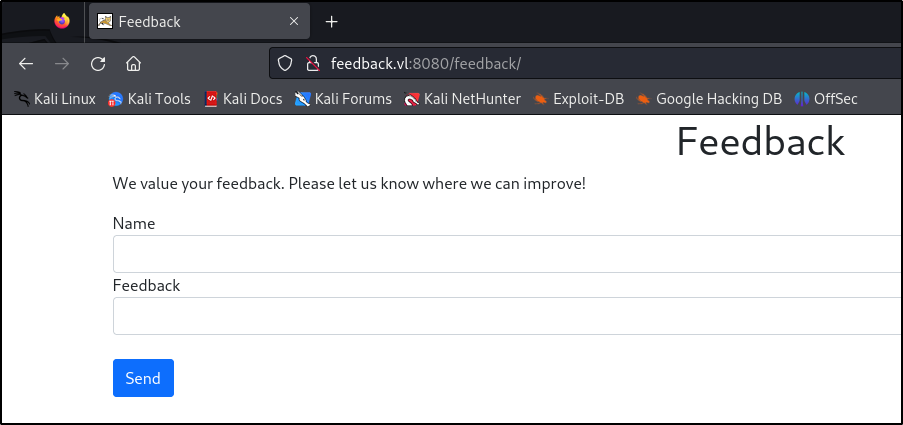 Feedback
feedback.vl:8080/feedback/
Kali Linux Kali Tools Kali Docs Kali Forums Kali NetHunter Exploit-DB Google Hacking DB OffSec
Feedback
We value your feedback. Please let us know where we can improve!
Name
Feedback
Send